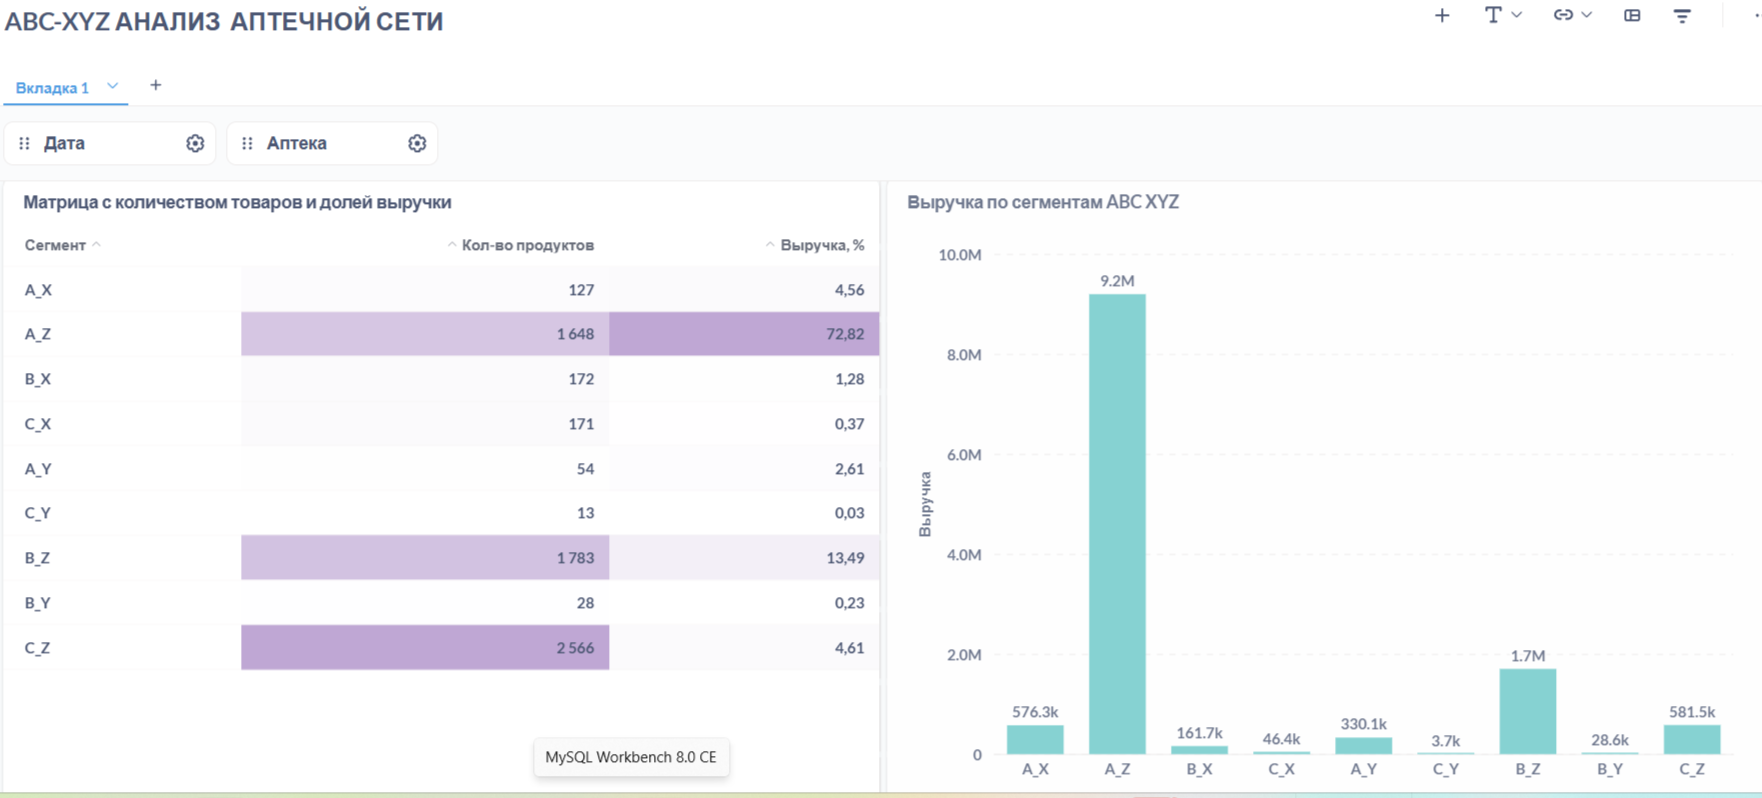 ABC-XYZ АНАЛИЗ АПТЕЧНОЙ СЕТИ
Вкладка 1
Дата
Аптека
Матрица с количеством товаров и долей выручки
Сегмент Кол-во продуктов Выручка, %
A_X 127 4,56
A_Z 1 648 72,82
B_X 172 1,28
C_X 171 0,37
A_Y 54 2,61
C_Y 13 0,03
B_Z 1 783 13,49
B_Y 28 0,23
C_Z 2 566 4,61
MySQL Workbench 8.0 CE
Выручка по сегментам ABC XYZ
Выручка
10.0M
8.0M
6.0M
4.0M
2.0M
0
576.3k 9.2M 161.7k 46.4k 330.1k 3.7k 1.7M 28.6k 581.5k
A_X A_Z B_X C_X A_Y C_Y B_Z B_Y C_Z